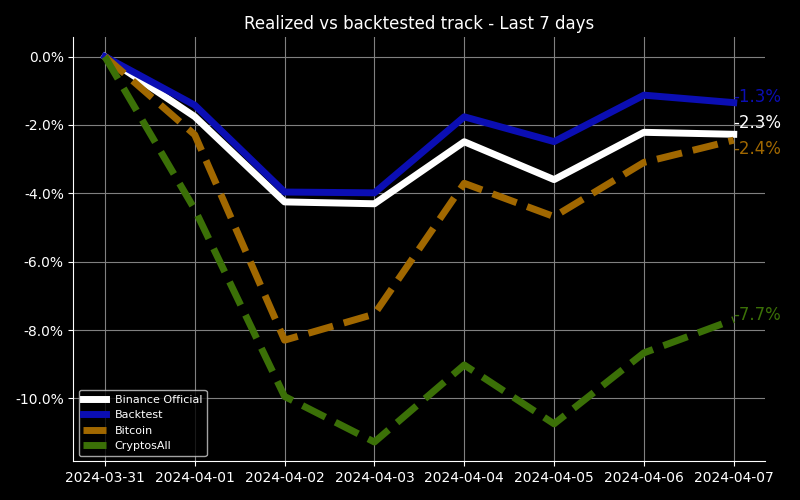 Realized vs backtested track - Last 7 days
0.0%
-2.0%
-4.0%
-6.0%
-8.0%
-10.0%
-1.3%
-2.3%
-2.4%
-7.7%
Binance Official
Backtest
Bitcoin
CryptosAll
2024-03-31 2024-04-01 2024-04-02 2024-04-03 2024-04-04 2024-04-05 2024-04-06 2024-04-07